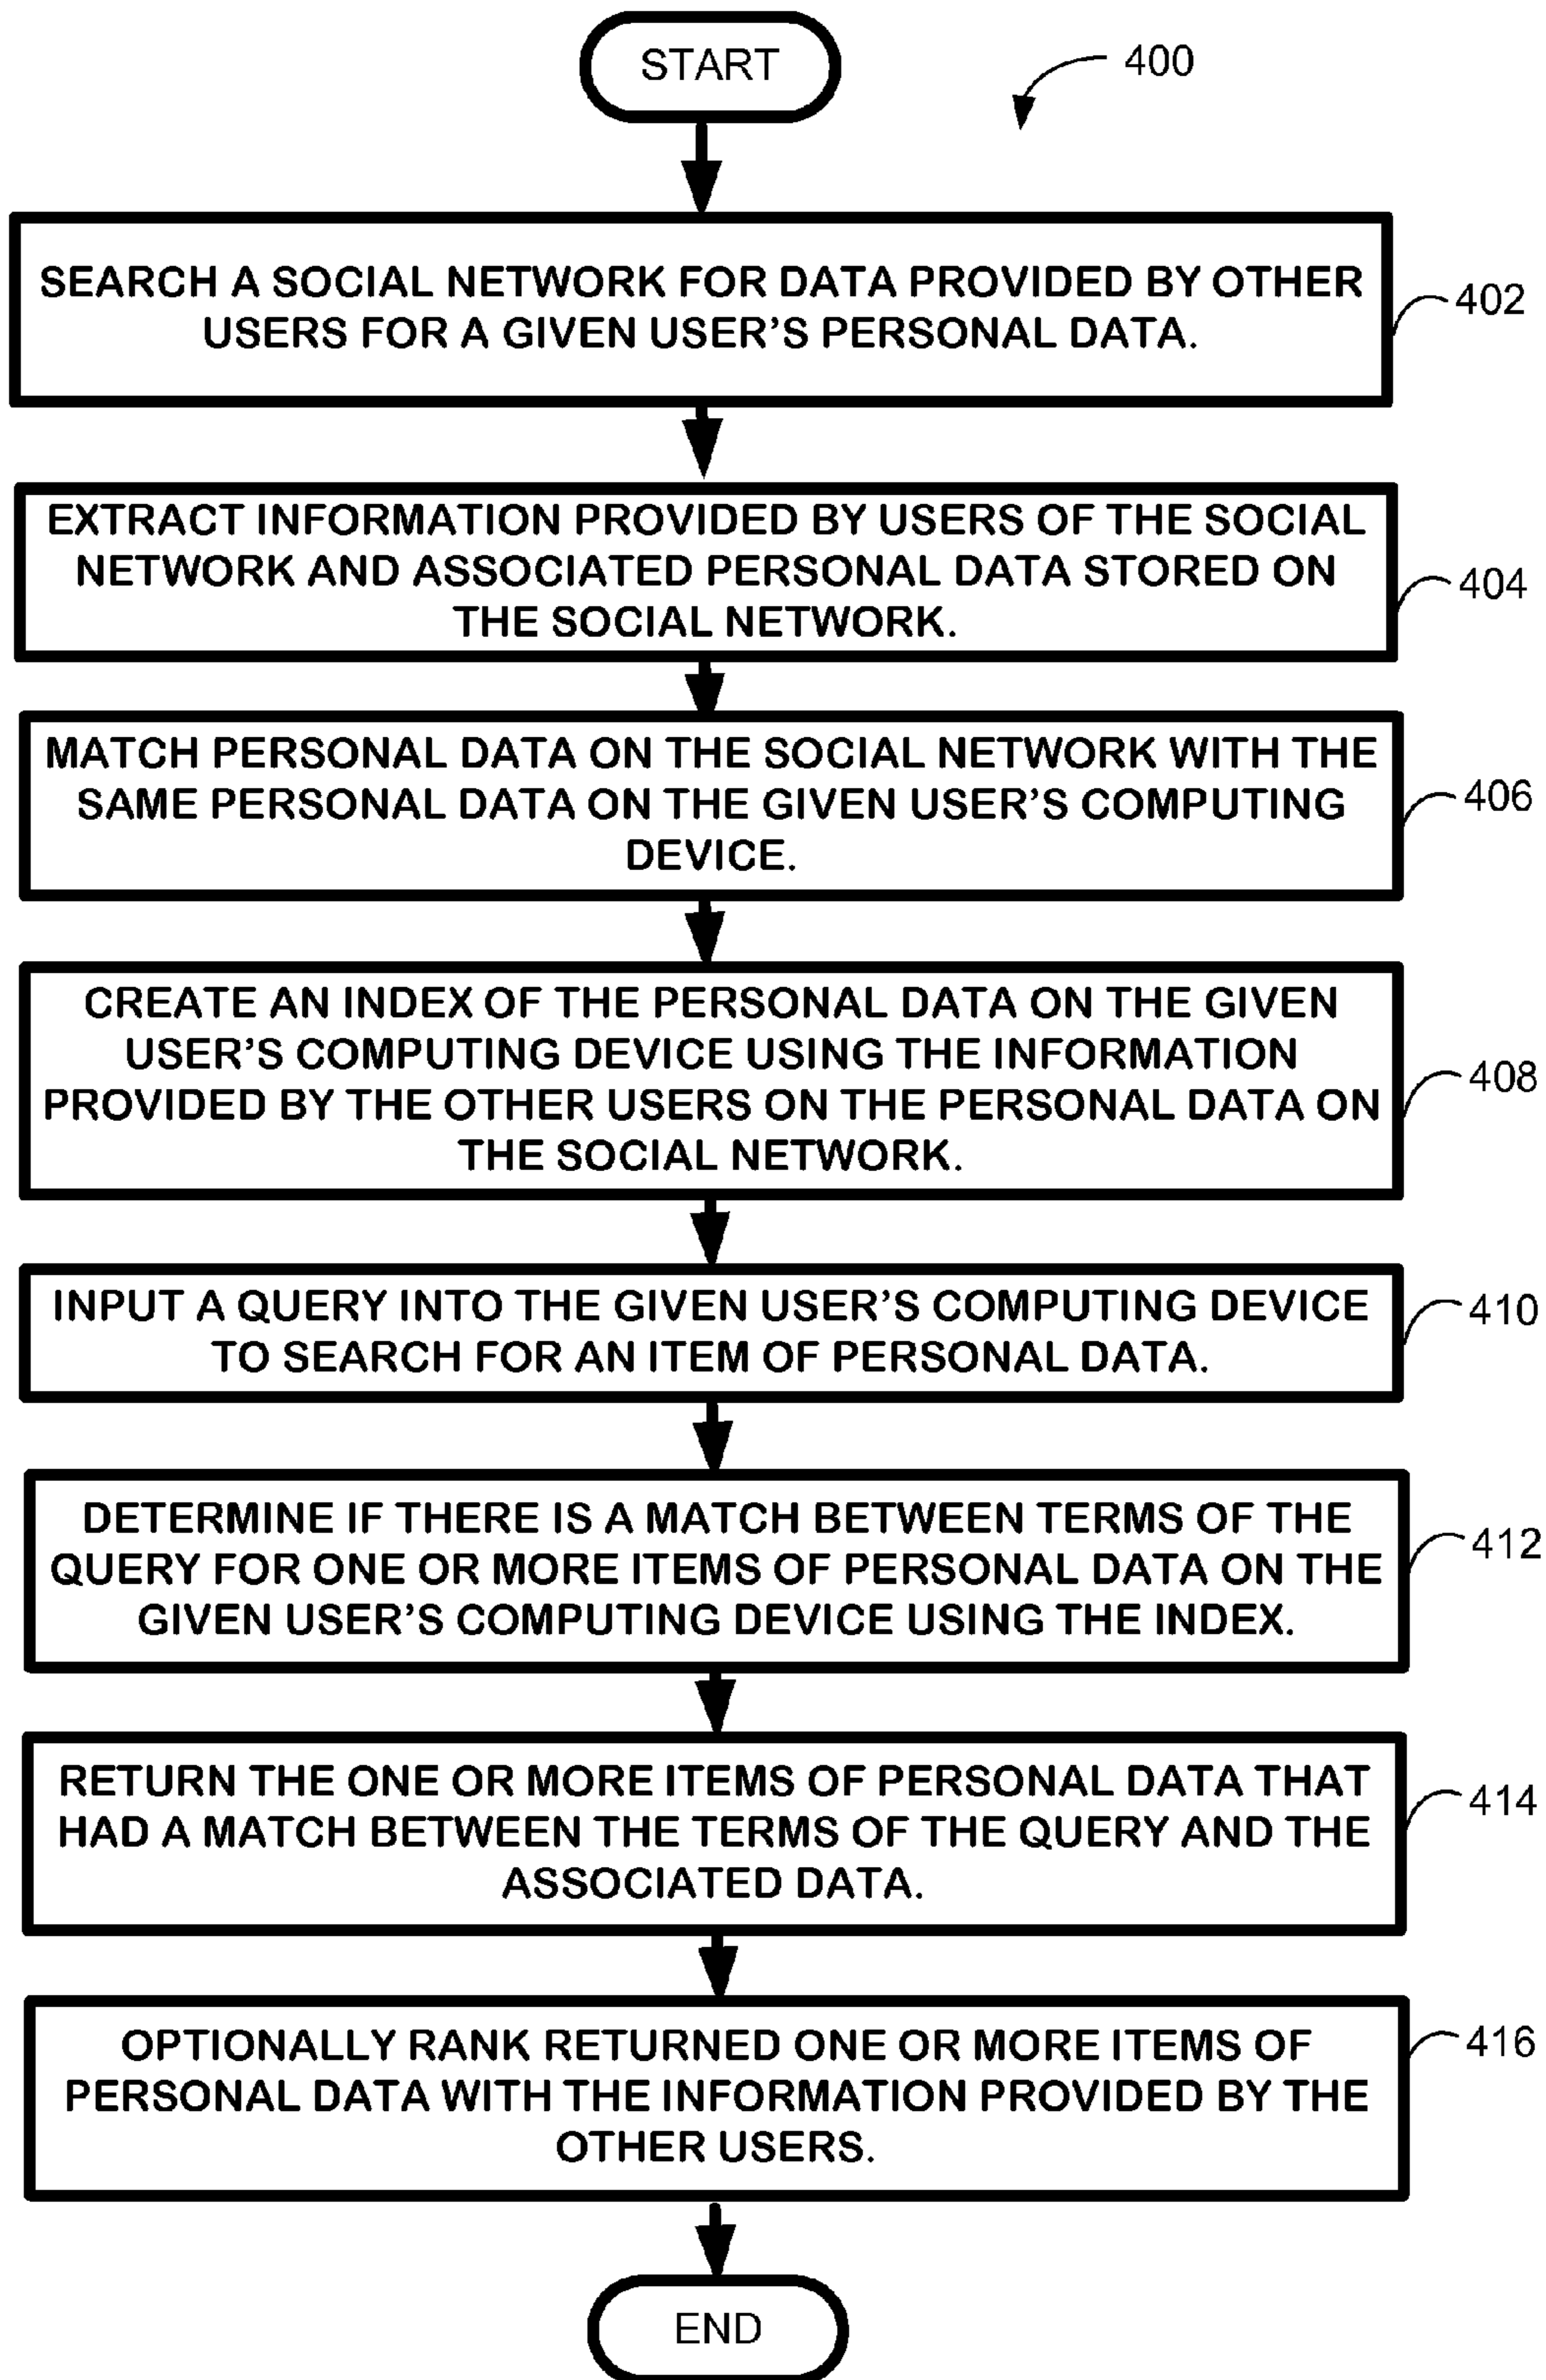 START
400
SEARCH A SOCIAL NETWORK FOR DATA PROVIDED BY OTHER
USERS FOR A GIVEN USER'S PERSONAL DATA.
402
EXTRACT INFORMATION PROVIDED BY USERS OF THE SOCIAL
NETWORK AND ASSOCIATED PERSONAL DATA STORED ON
THE SOCIAL NETWORK.
404
MATCH PERSONAL DATA ON THE SOCIAL NETWORK WITH THE
SAME PERSONAL DATA ON THE GIVEN USER'S COMPUTING
DEVICE.
406
CREATE AN INDEX OF THE PERSONAL DATA ON THE GIVEN
USER'S COMPUTING DEVICE USING THE INFORMATION
PROVIDED BY THE OTHER USERS ON THE PERSONAL DATA ON
THE SOCIAL NETWORK.
408
INPUT A QUERY INTO THE GIVEN USER'S COMPUTING DEVICE
TO SEARCH FOR AN ITEM OF PERSONAL DATA.
410
DETERMINE IF THERE IS A MATCH BETWEEN TERMS OF THE
QUERY FOR ONE OR MORE ITEMS OF PERSONAL DATA ON THE
GIVEN USER'S COMPUTING DEVICE USING THE INDEX.
412
RETURN THE ONE OR MORE ITEMS OF PERSONAL DATA THAT
HAD A MATCH BETWEEN THE TERMS OF THE QUERY AND THE
ASSOCIATED DATA.
414
OPTIONALLY RANK RETURNED ONE OR MORE ITEMS OF
PERSONAL DATA WITH THE INFORMATION PROVIDED BY THE
OTHER USERS.
416
END